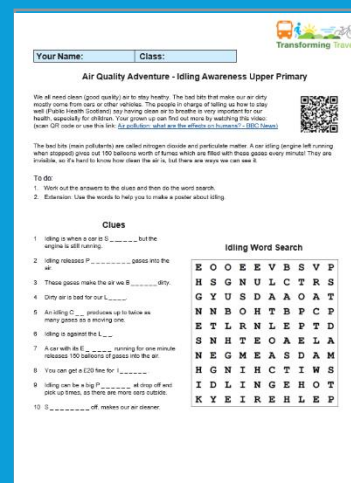 Transforming Trav
Your Name: Class:
Air Quality Adventure - Idling Awareness Upper Primary
We all need clean (good quality) air to stay heathy. The bad bits that make our air dirty
mostly come from cars or other vehicles. The people in charge of telling us how to stay
well (Public Health Scotland) say having clean air to breathe is very important for our
health, especially for children. Your grown up can find out more by watching this video:
(scan QR code or use this link: Air pollution: what are the effects on humans? - BBC News)
The bad bits (main pollutants) are called nitrogen dioxide and particulate matter. A car idling (engine left running
when stopped) gives out 150 balloons worth of fumes which are filled with these gases every minute! They are
invisible, so it's hard to know how clean the air is, but there are ways we can see it.
To do:
1. Work out the answers to the clues and then do the word search.
2. Extension: Use the words to help you to make a poster about idling.
Clues
1 Idling is when a car is S _ _ _ _ _ _ but the
engine is still running.
2 Idling releases P _ _ _ _ _ _ _ _ gases into the
air.
3 These gases make the air we B _ _ _ _ _ _ dirty.
4 Dirty air is bad for our L _ _ _ _.
5 An idling C _ _ produces up to twice as
many gases as a moving one.
6 Idling is against the L _ _
7 A car with its E _ _ _ _ _ running for one minute
releases 150 balloons of gases into the air.
8 You can get a £20 fine for I _ _ _ _ _
9 Idling can be a big P _ _ _ _ _ _ at drop off and
pick up times, as there are more cars outside.
10 S _ _ _ _ _ _ _ _ off, makes our air cleaner.
Idling Word Search
E O O E E V B S V P
H S G N U L C T R S
G Y U S D A A O A T
N N B O H T B P C P
E T L R N L E P T D
S N H T E O A E L A
N E G M E A S D A M
H G N I H C T I W S
I D L I N G E H O T
K Y E I R E H L E P